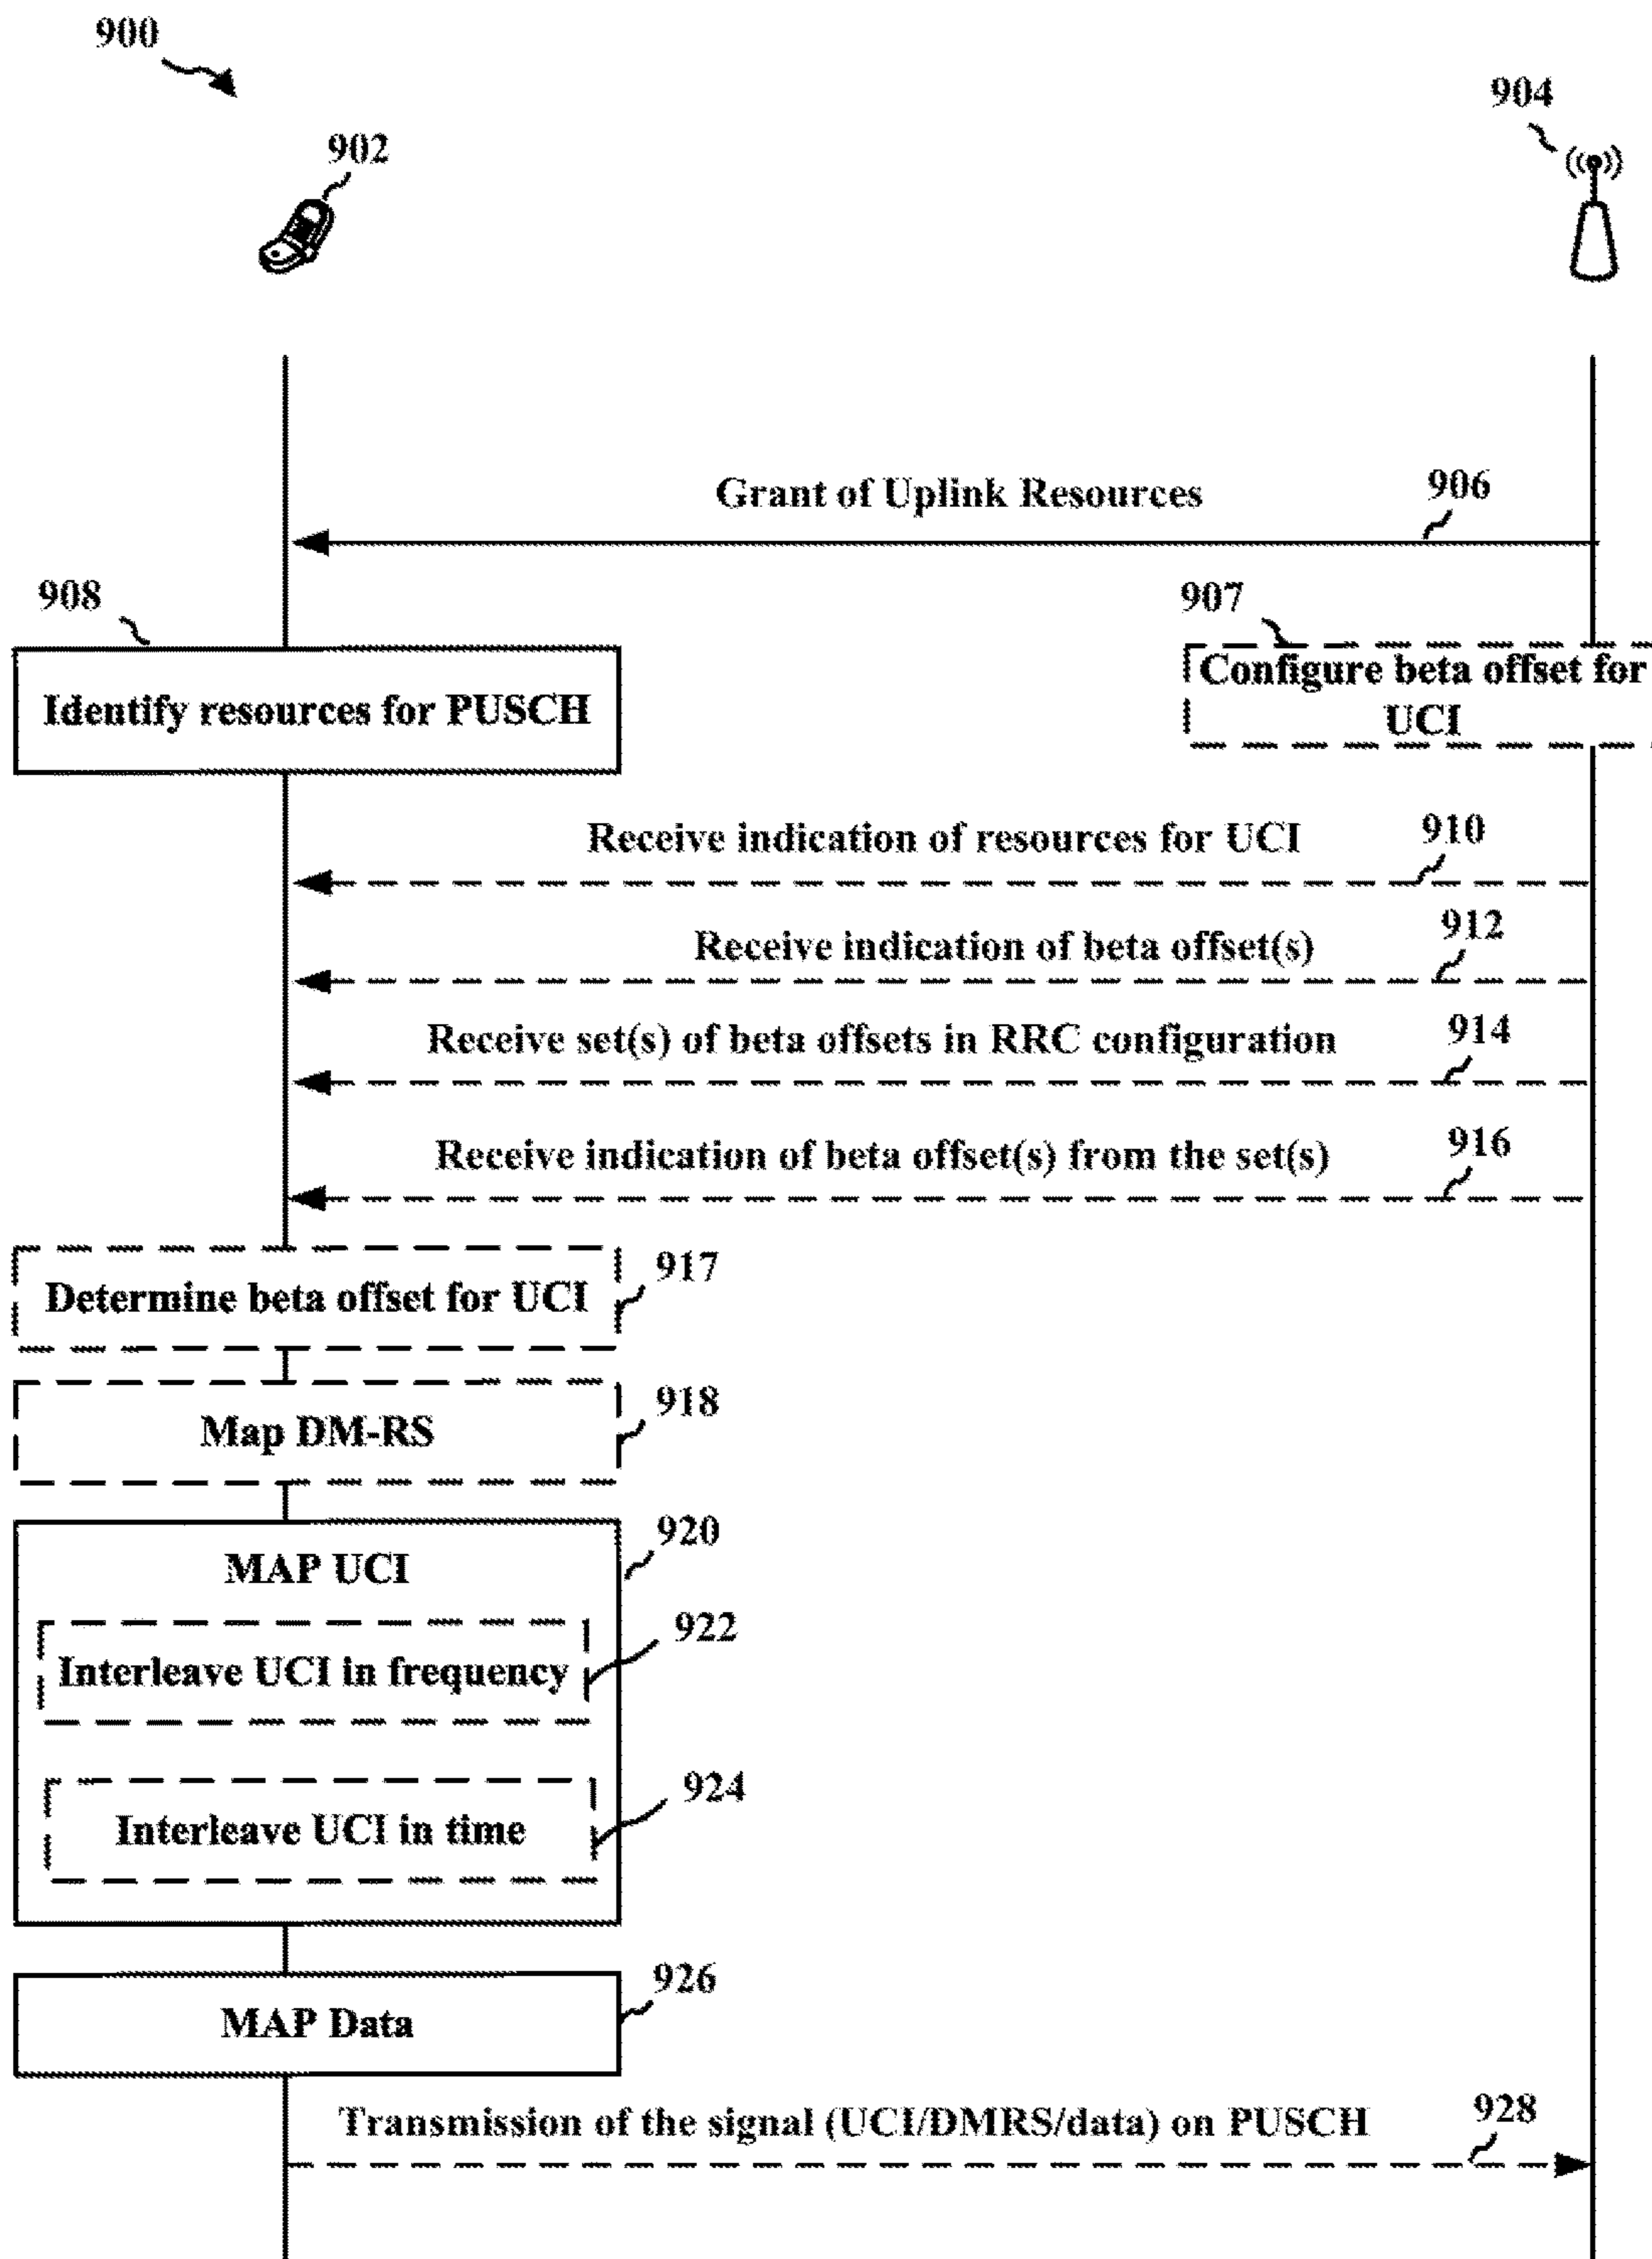 900
904
902
Grant of Uplink Resources
906
908
907
Identify resources for PUSCH
Configure beta offset for
UCI
Receive indication of resources for UCI
910
Receive indication of beta offset(s)
912
Receive set(s) of beta offsets in RRC configuration
914
Receive indication of beta offset(s) from the set(s)
916
Determine beta offset for UCI
917
Map DM-RS
918
MAP UCI
920
Interleave UCI in frequency
922
Interleave UCI in time
924
MAP Data
926
Transmission of the signal (UCI/DMRS/data) on PUSCH
928